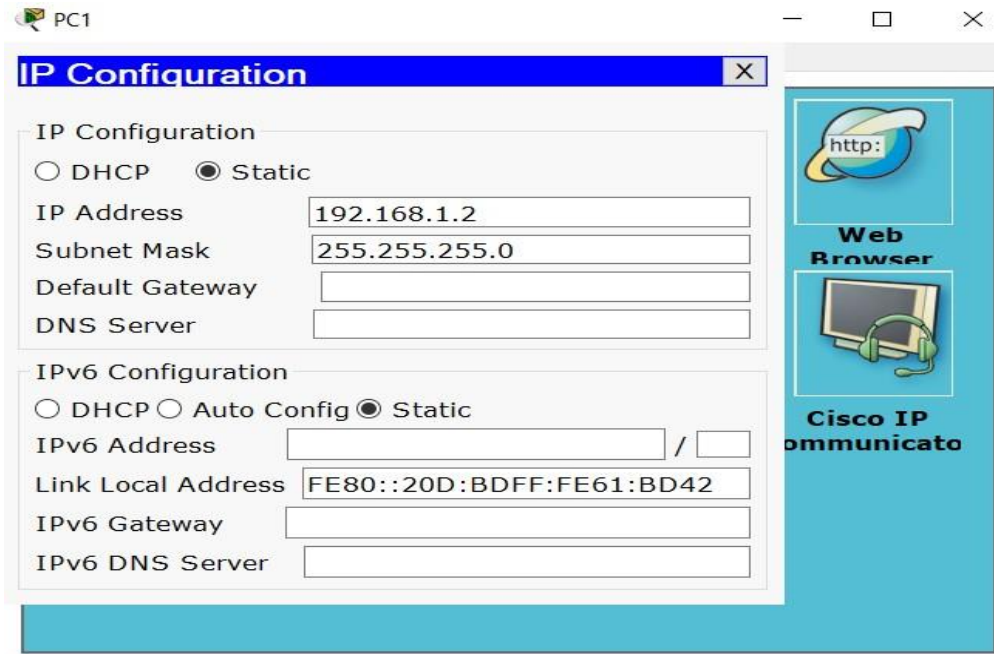 PC1
IP Configuration
X
IP Configuration
DHCP Static
IP Address 192.168.1.2
Subnet Mask 255.255.255.0
Default Gateway
DNS Server
IPv6 Configuration
DHCP Auto Config Static
IPv6 Address /
Link Local Address FE80::20D:BDFF:FE61:BD42
IPv6 Gateway
IPv6 DNS Server
http:
Web
Browser
Cisco IP
ommunicato